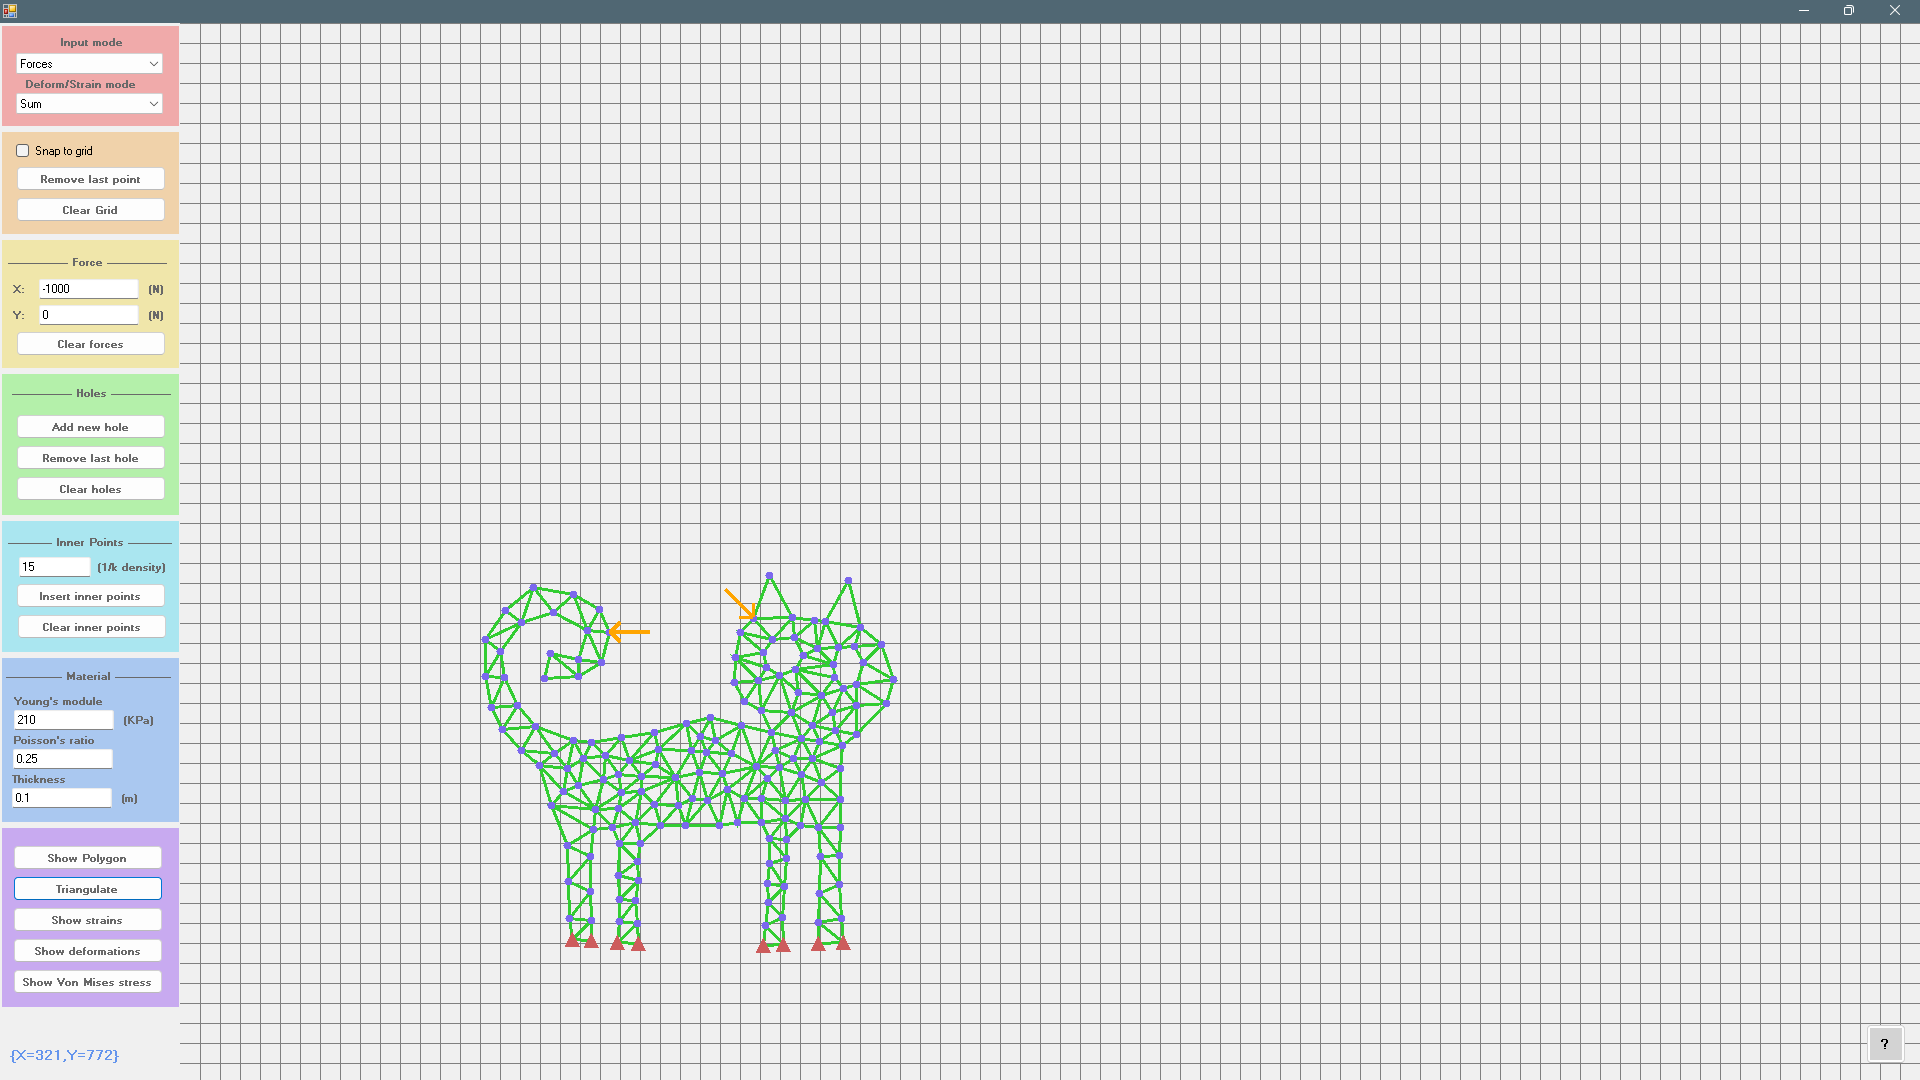 Input mode
Forces
Deform/Strain mode
Sum
Snap to grid
Remove last point
Clear Grid
Force
X: -1000 (N)
Y: 0 (N)
Clear forces
Holes
Add new hole
Remove last hole
Clear holes
Inner Points
15 (1/k density)
Insert inner points
Clear inner points
Material
Young's module
210 (KPa)
Poisson's ratio
0.25
Thickness
0.1 (m)
Show Polygon
Triangulate
Show strains
Show deformations
Show Von Mises stress
{X=321,Y=772}
?